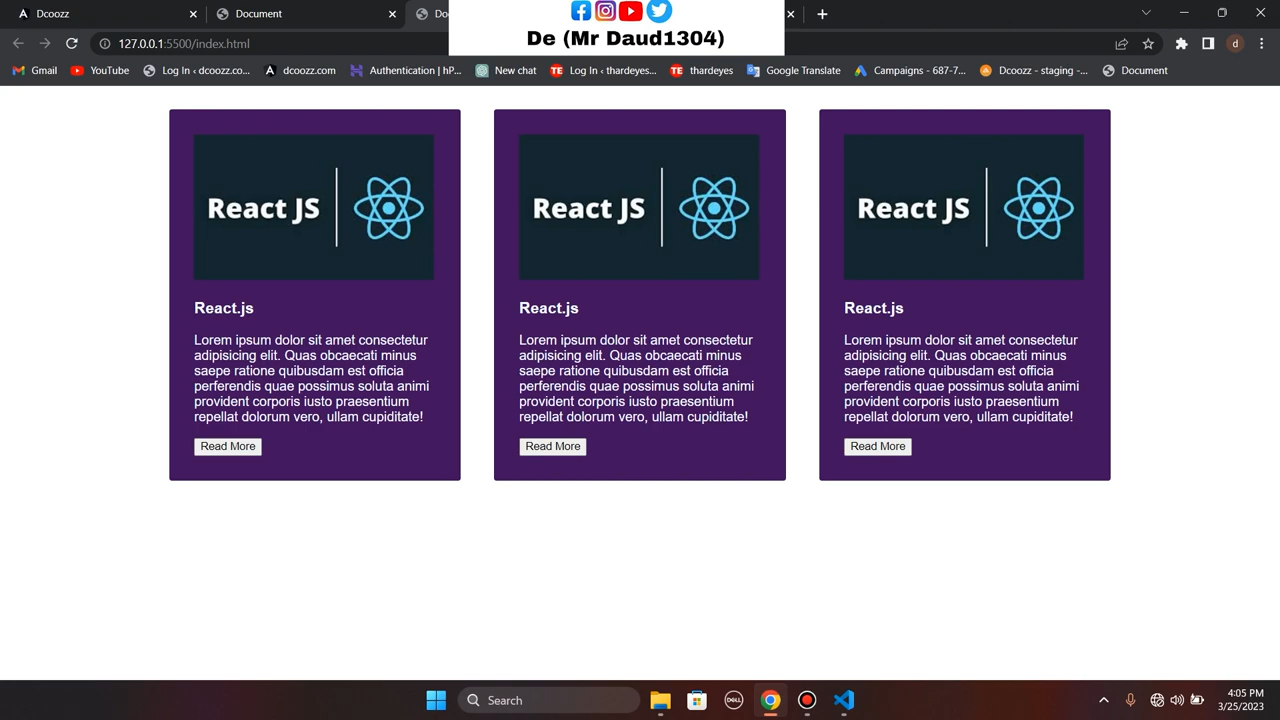 Dcoozz
Document
Do
De (Mr Daud1304)
127.0.0.1:5500/index.html
d
Gmail
YouTube
Log In ‹ dcoozz.co...
dcoozz.com
Authentication | hP...
New chat
TE
Log In ‹ thardeyes...
TE
thardeyes
Google Translate
Campaigns - 687-7...
Dcoozz - staging -...
Document
React JS
React JS
React JS
React.js
Lorem ipsum dolor sit amet consectetur
adipisicing elit. Quas obcaecati minus
saepe ratione quibusdam est officia
perferendis quae possimus soluta animi
provident corporis iusto praesentium
repellat dolorum vero, ullam cupiditate!
Read More
React.js
Lorem ipsum dolor sit amet consectetur
adipisicing elit. Quas obcaecati minus
saepe ratione quibusdam est officia
perferendis quae possimus soluta animi
provident corporis iusto praesentium
repellat dolorum vero, ullam cupiditate!
Read More
React.js
Lorem ipsum dolor sit amet consectetur
adipisicing elit. Quas obcaecati minus
saepe ratione quibusdam est officia
perferendis quae possimus soluta animi
provident corporis iusto praesentium
repellat dolorum vero, ullam cupiditate!
Read More
Search
DELL
4:05 PM
3/25/2023